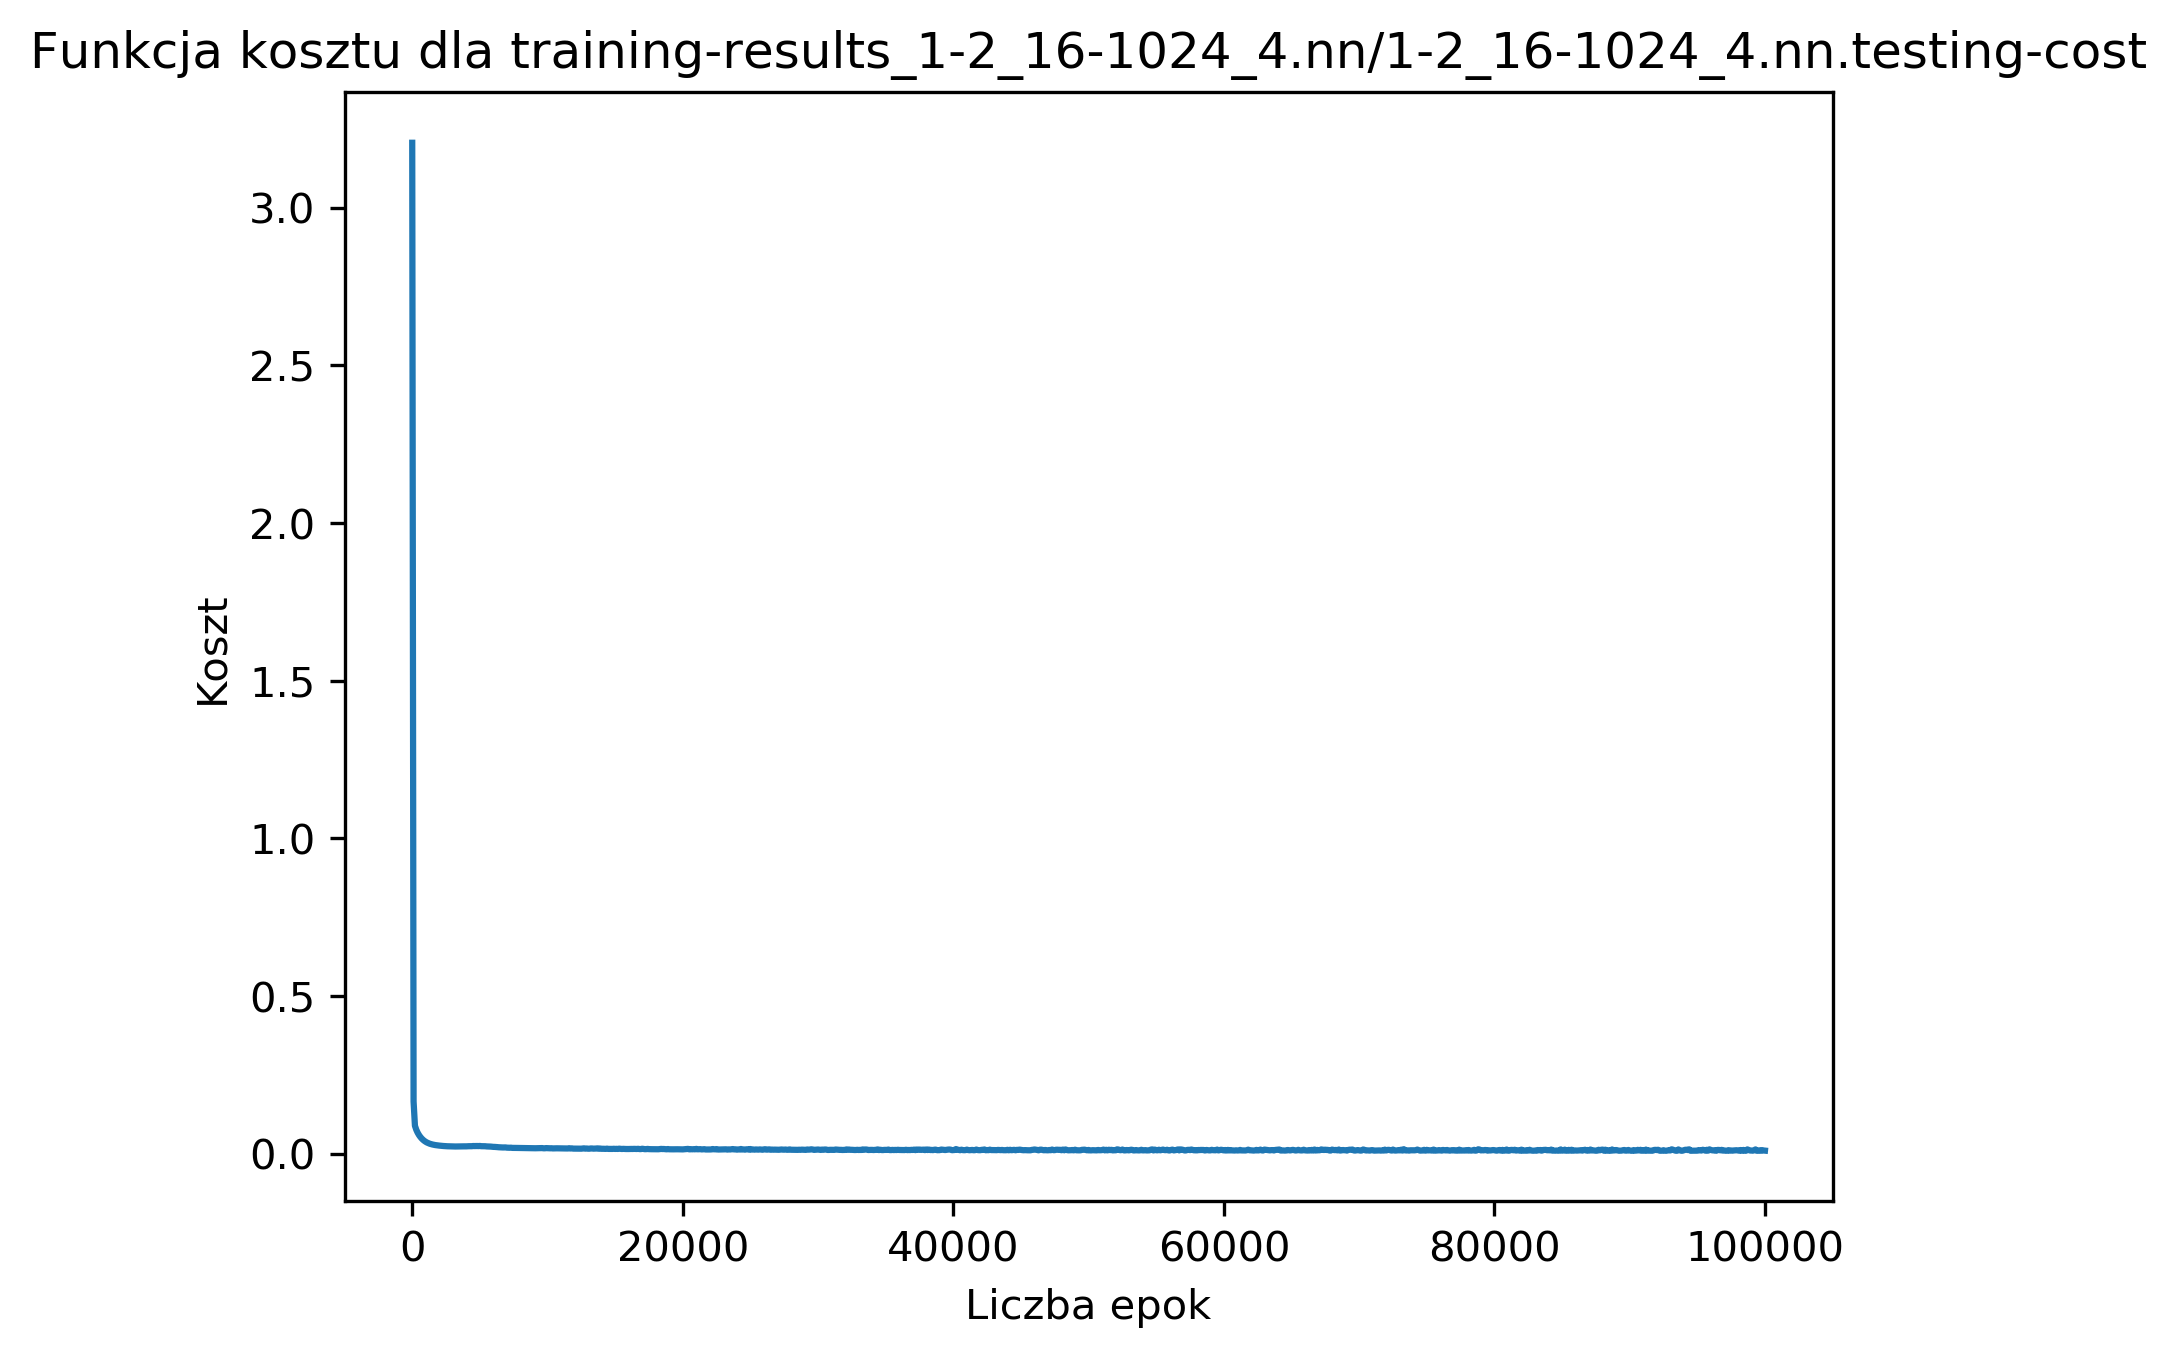 Funkcja kosztu dla training-results_1-2_16-1024_4.nn/1-2_16-1024_4.nn.testing-cost
3.0
2.5
2.0
1.5
1.0
0.5
0.0
Koszt
0 20000 40000 60000 80000 100000
Liczba epok